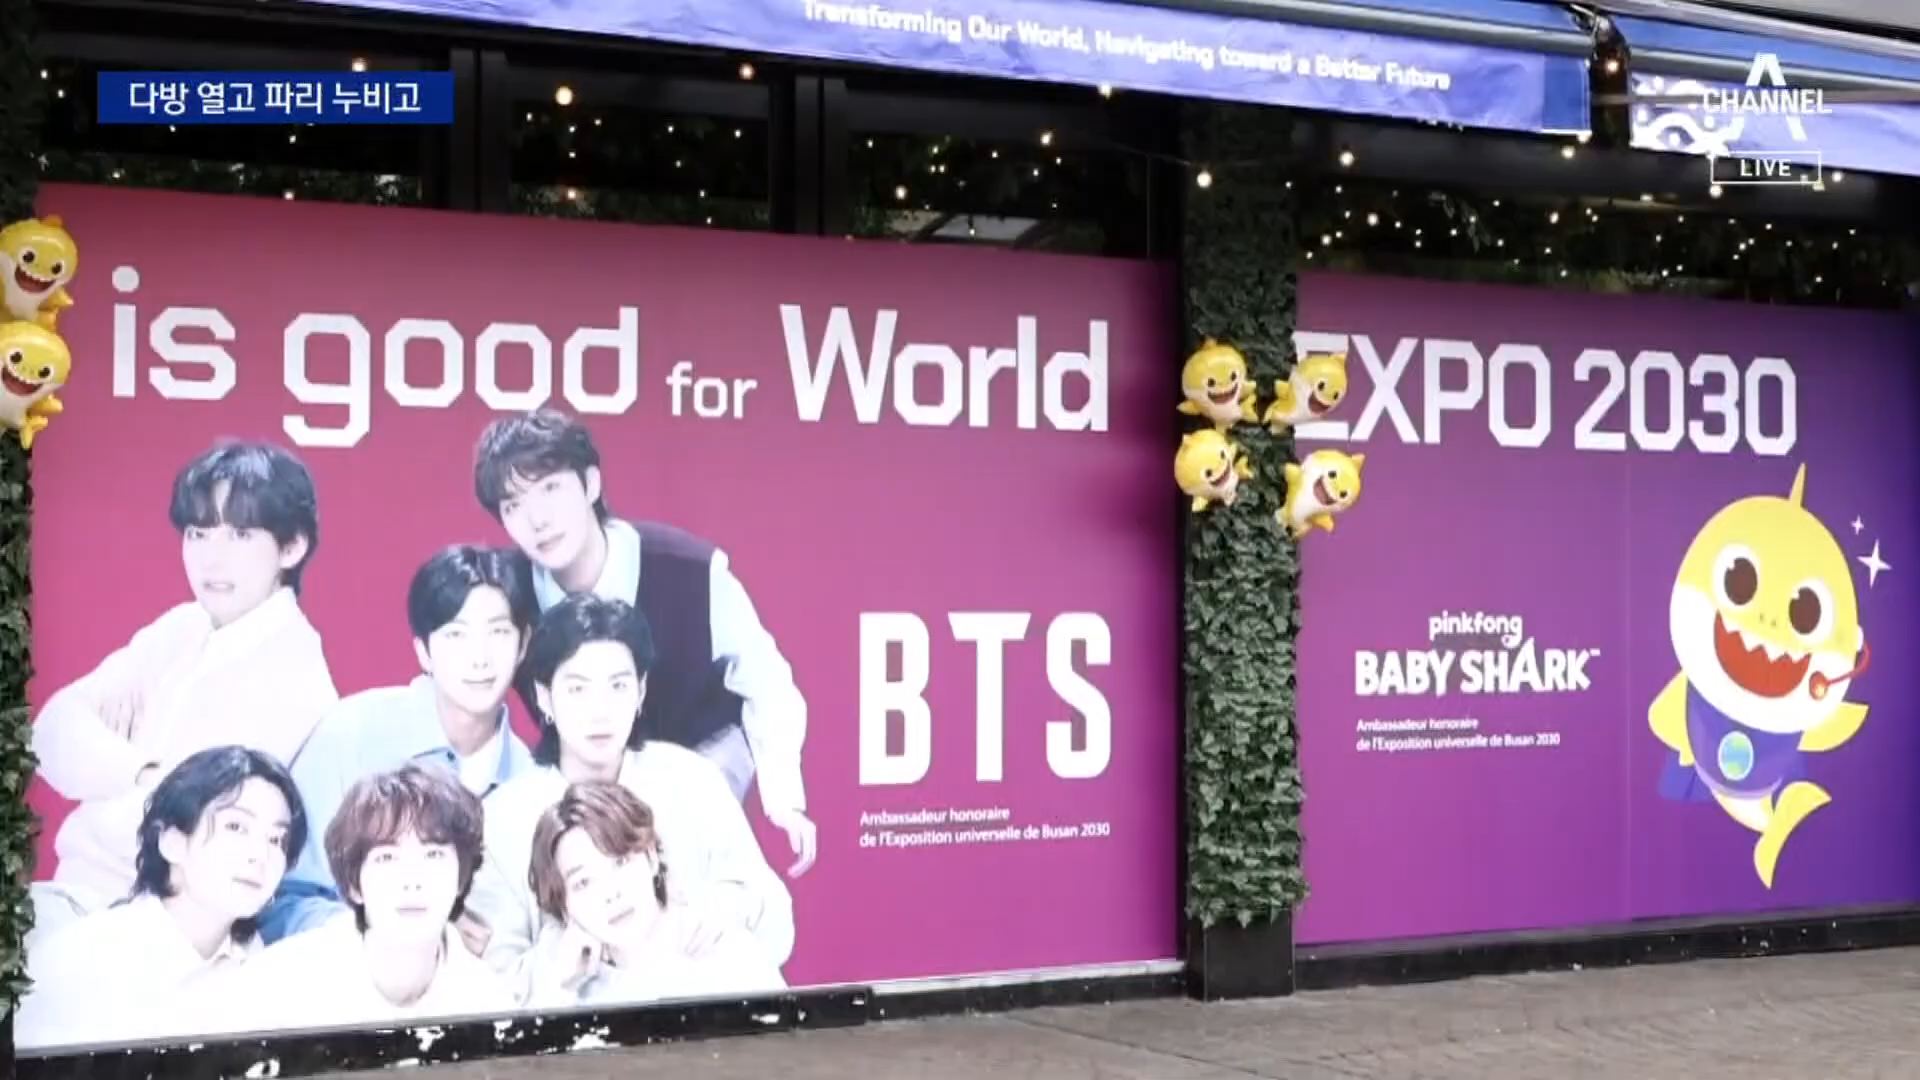 Transforming Our World, Navigating toward a Better Future
다방 열고 파리 누비고
CHANNEL
LIVE
is good for World
EXPO 2030
BTS
Ambassadeur honoraire
de l'Exposition universelle de Busan 2030
pinkfong
BABY SHARK™
Ambassadeur honoraire
de l'Exposition universelle de Busan 2030